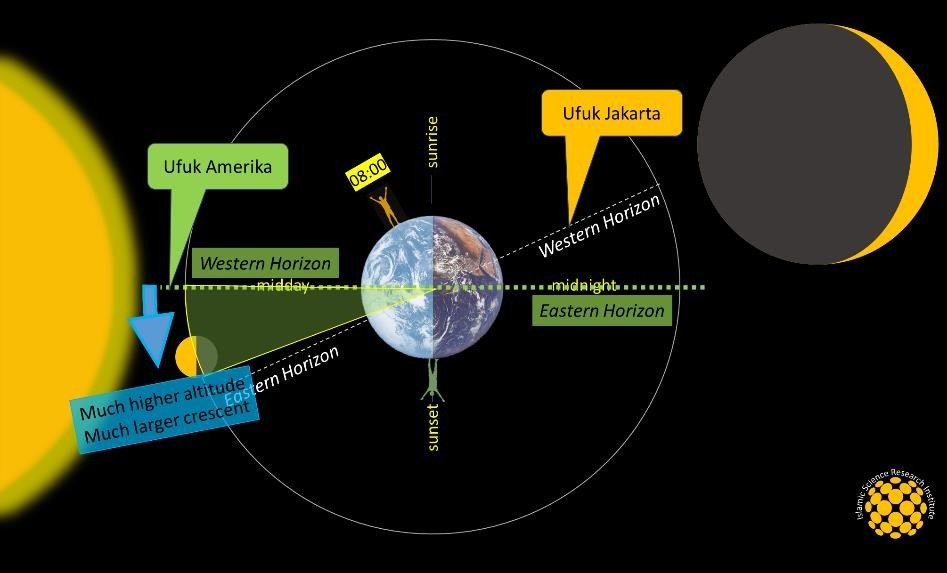 Ufuk Jakarta
Ufuk Amerika
sunrise
08:00
Western Horizon
Western Horizon
midday
midnight
Eastern Horizon
Eastern Horizon
Much higher altitude
Much larger crescent
sunset
Islamic Science Research Institute